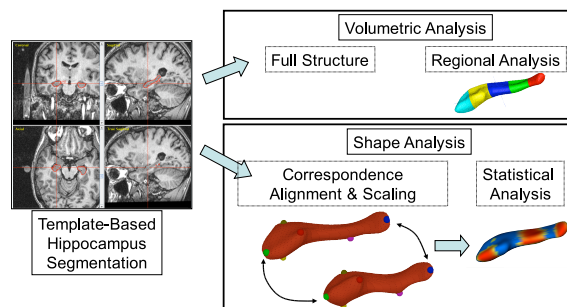 Volumetric Analysis
Full Structure
Regional Analysis
Shape Analysis
Correspondence
Alignment & Scaling
Statistical
Analysis
Template-Based
Hippocampus
Segmentation